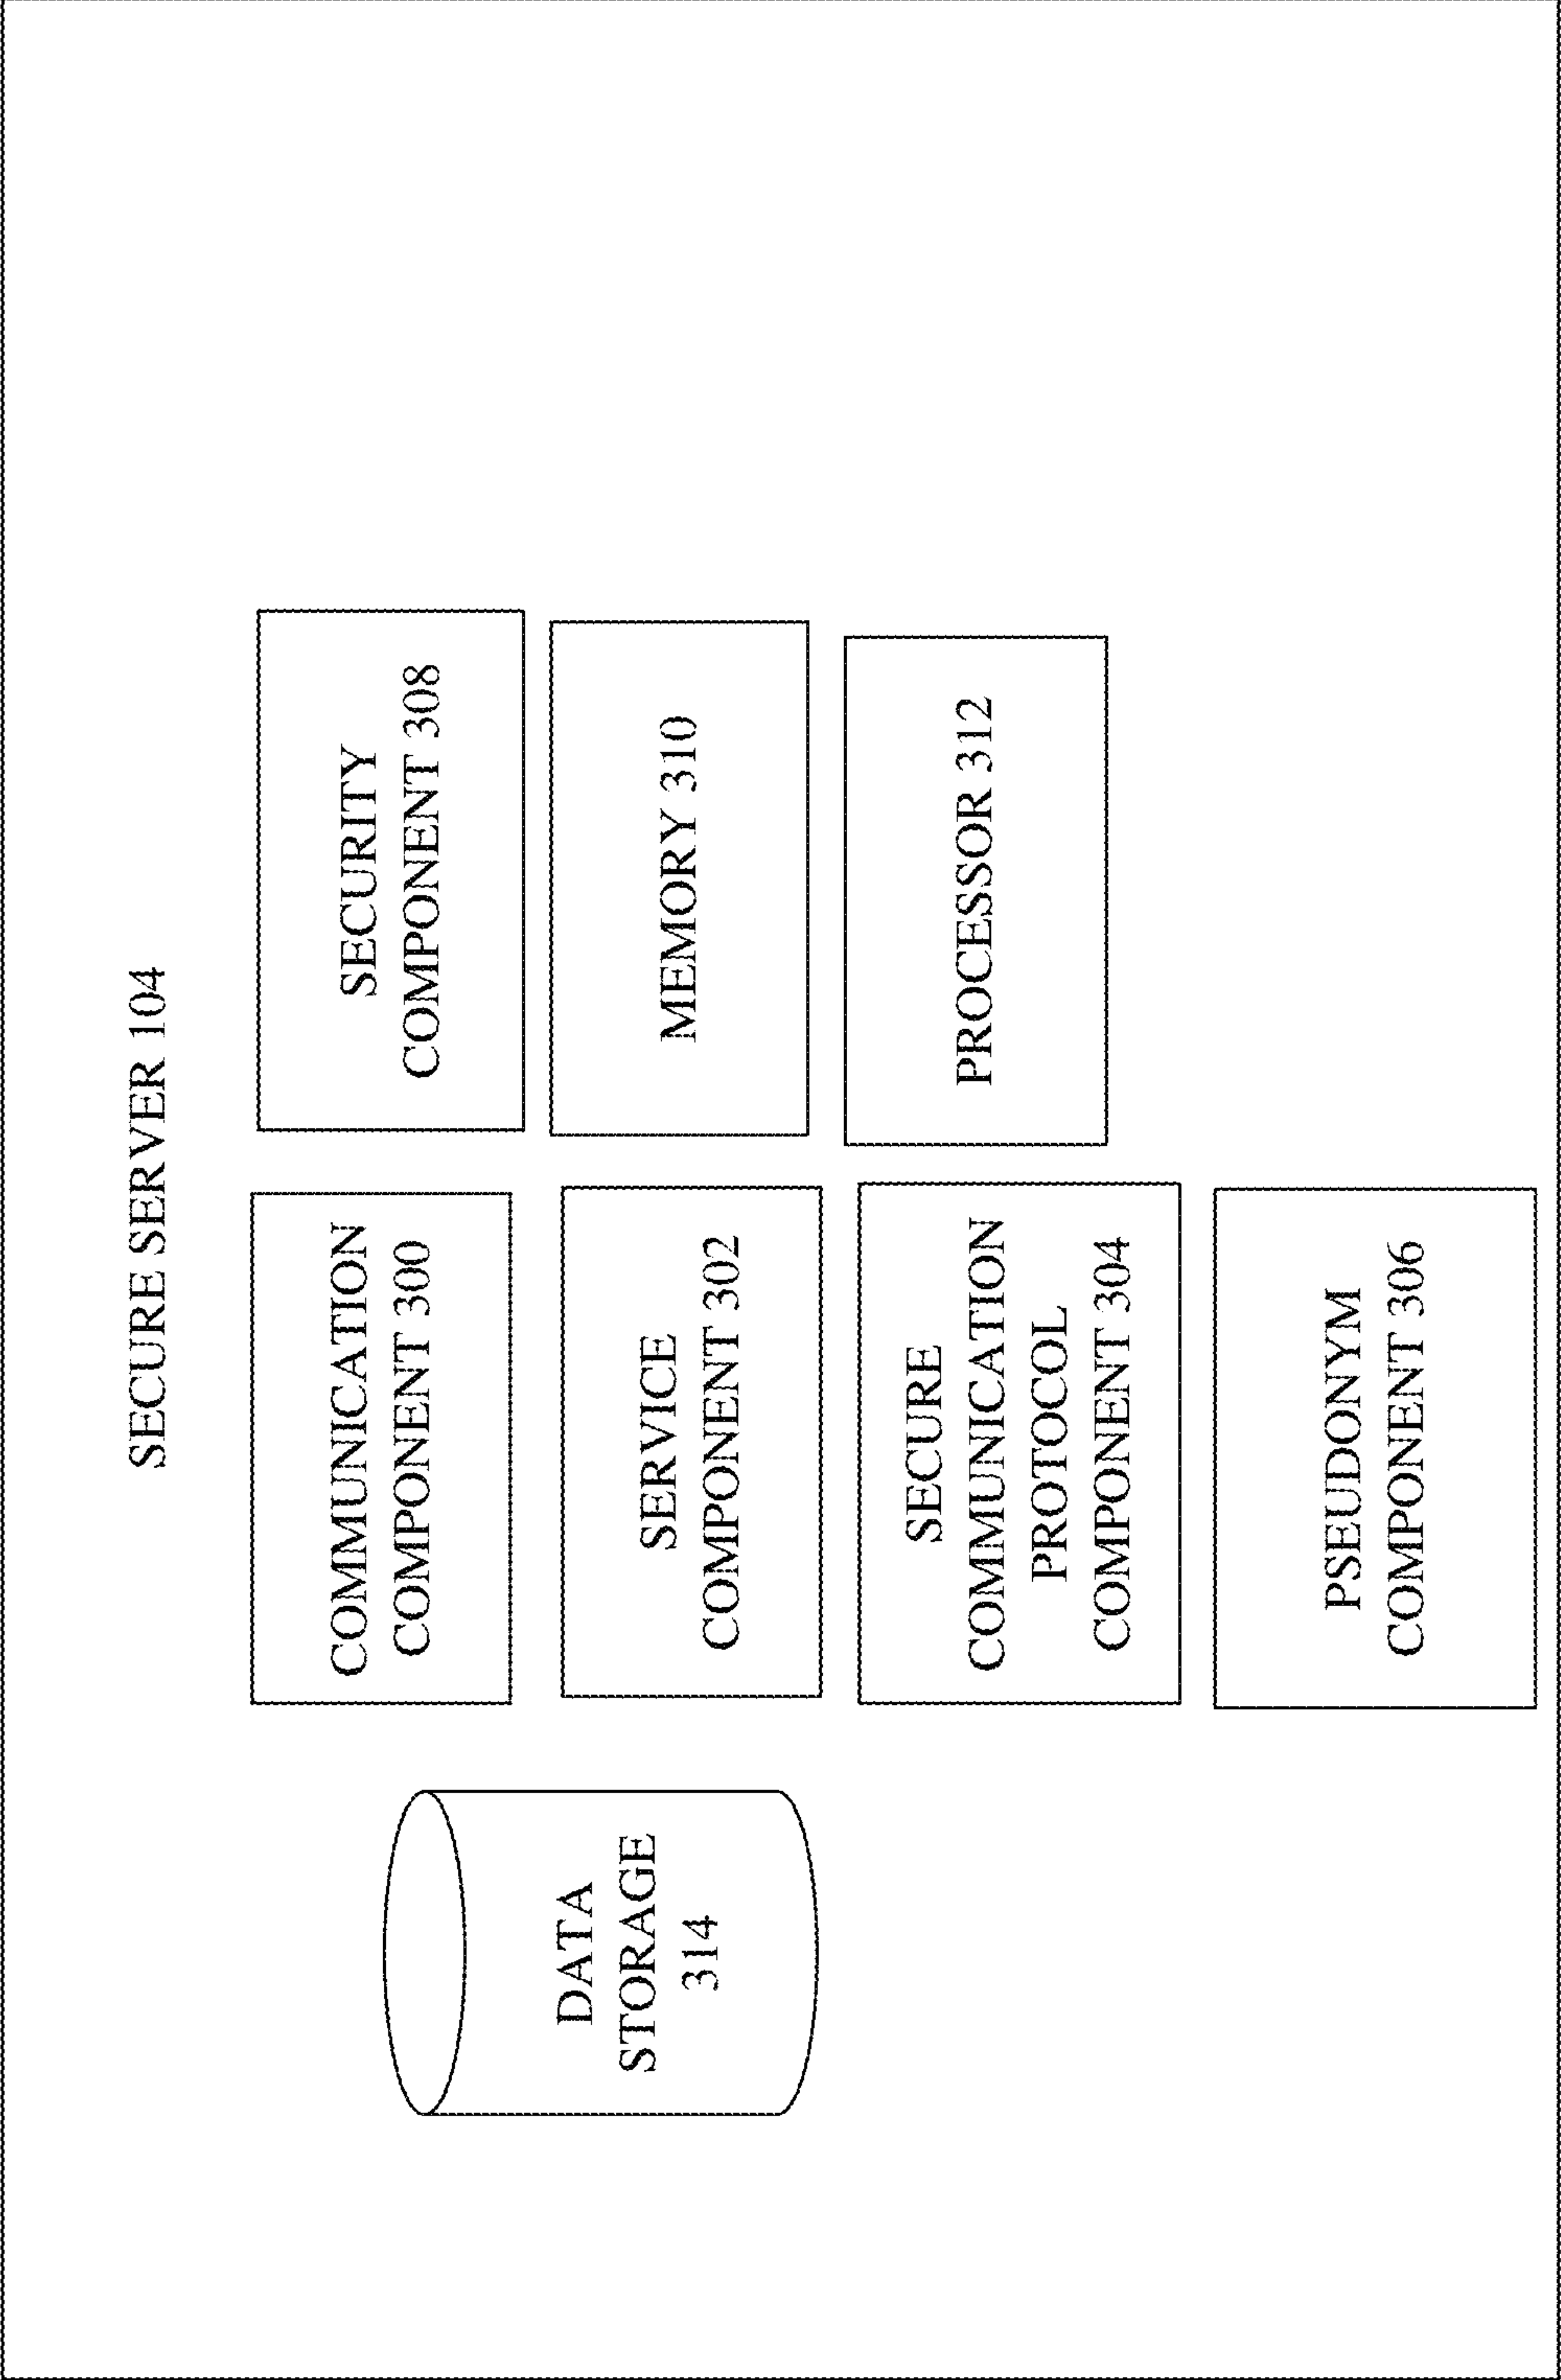 SECURE SERVER 104
DATA
STORAGE
314
COMMUNICATION
COMPONENT 300
SERVICE
COMPONENT 302
SECURE
COMMUNICATION
PROTOCOL
COMPONENT 304
PSEUDONYM
COMPONENT 306
SECURITY
COMPONENT 308
MEMORY 310
PROCESSOR 312